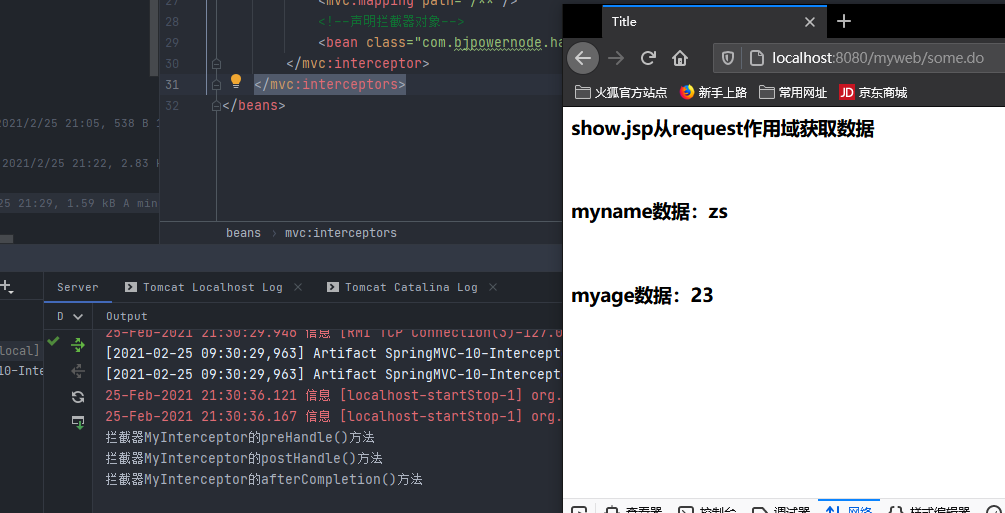 27 <mvc:mapping path="/**"/>
28 <!--声明拦截器对象-->
29 <bean class="com.bjpowernode.ha
30 </mvc:interceptor>
31 </mvc:interceptors>
32 </beans>
2021/2/25 21:05, 538 B
2021/2/25 21:22, 2.83
25 21:29, 1.59 kB A min
beans › mvc:interceptors
Server
Tomcat Localhost Log
Tomcat Catalina Log
D
Output
local]
10-Inte
25-Feb-2021 21:30:29.946 信息 [RMI TCP Connection(3)-127.0
[2021-02-25 09:30:29,963] Artifact SpringMVC-10-Intercept
[2021-02-25 09:30:29,963] Artifact SpringMVC-10-Intercept
25-Feb-2021 21:30:36.121 信息 [localhost-startStop-1] org.
25-Feb-2021 21:30:36.167 信息 [localhost-startStop-1] org.
拦截器MyInterceptor的preHandle()方法
拦截器MyInterceptor的postHandle()方法
拦截器MyInterceptor的afterCompletion()方法
Title
localhost:8080/myweb/some.do
火狐官方站点 新手上路 常用网址 JD 京东商城
show.jsp从request作用域获取数据
myname数据：zs
myage数据：23
查看器 控制台 调试器 网络 样式编辑器